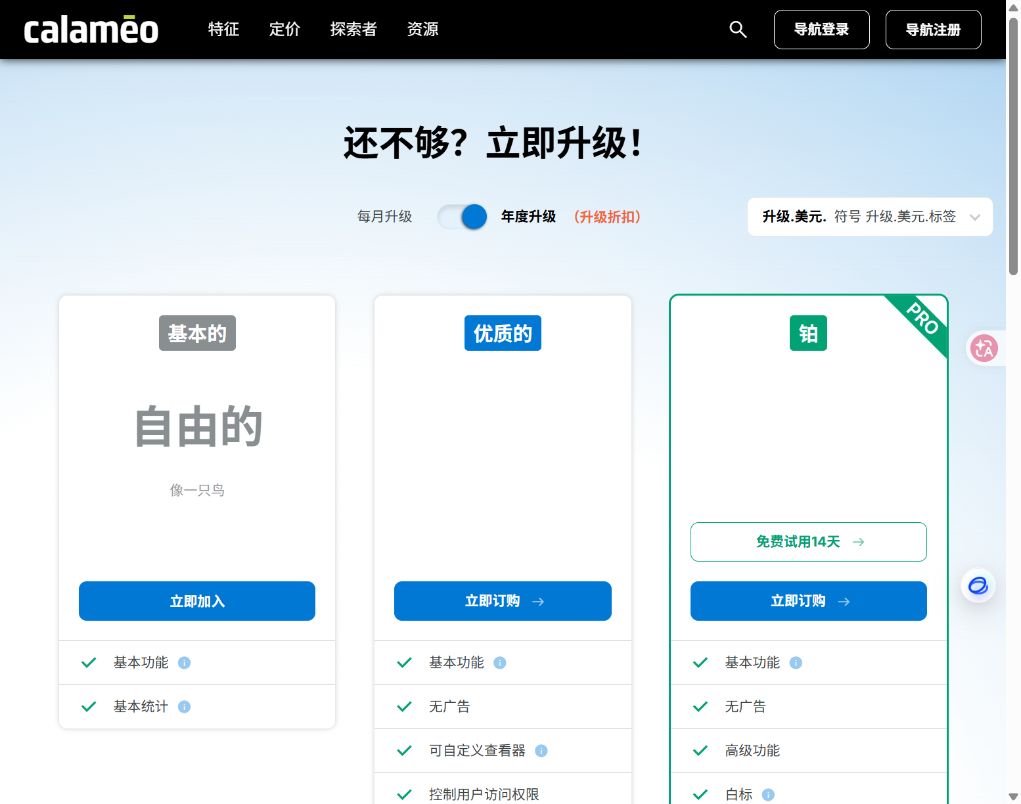 calamēo
特征
定价
探索者
资源
导航登录
导航注册
还不够？立即升级！
每月升级
年度升级
（升级折扣）
升级.美元. 符号 升级.美元.标签
基本的
自由的
像一只鸟
立即加入
基本功能
基本统计
优质的
立即订购 →
基本功能
无广告
可自定义查看器
控制用户访问权限
PRO
铂
免费试用14天 →
立即订购 →
基本功能
无广告
高级功能
白标